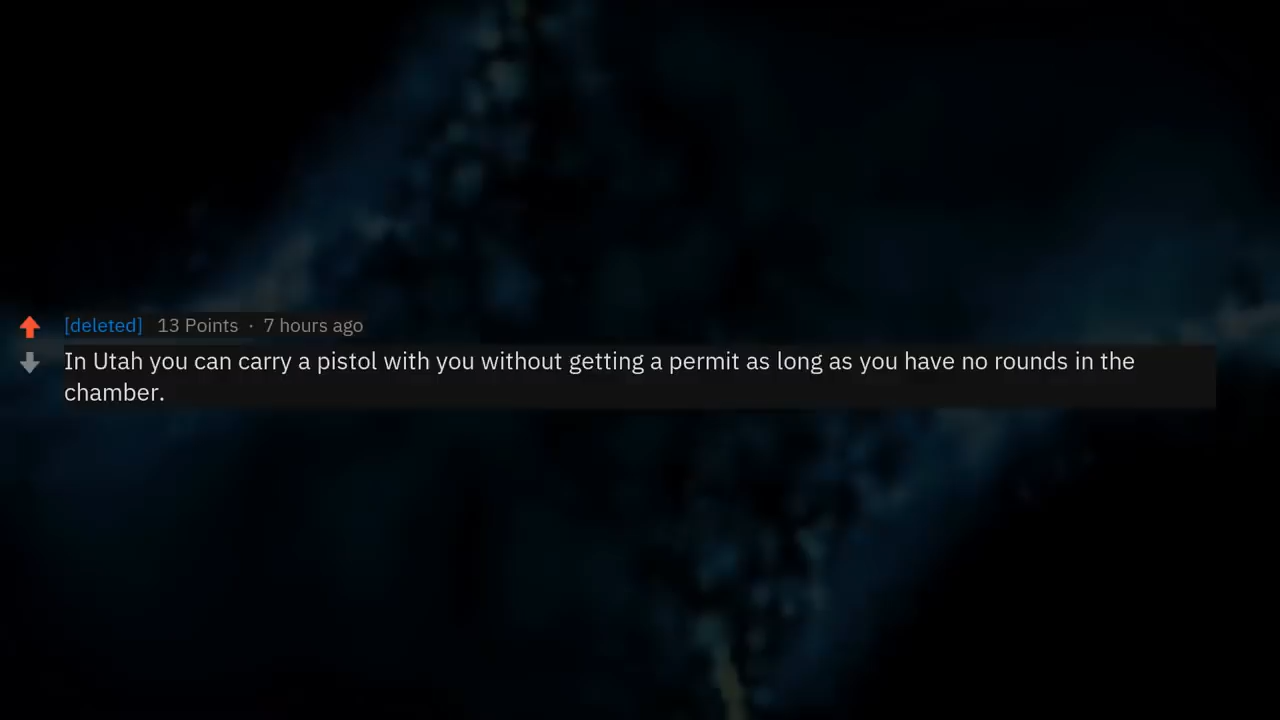 [deleted] 13 Points · 7 hours ago
In Utah you can carry a pistol with you without getting a permit as long as you have no rounds in the
chamber.